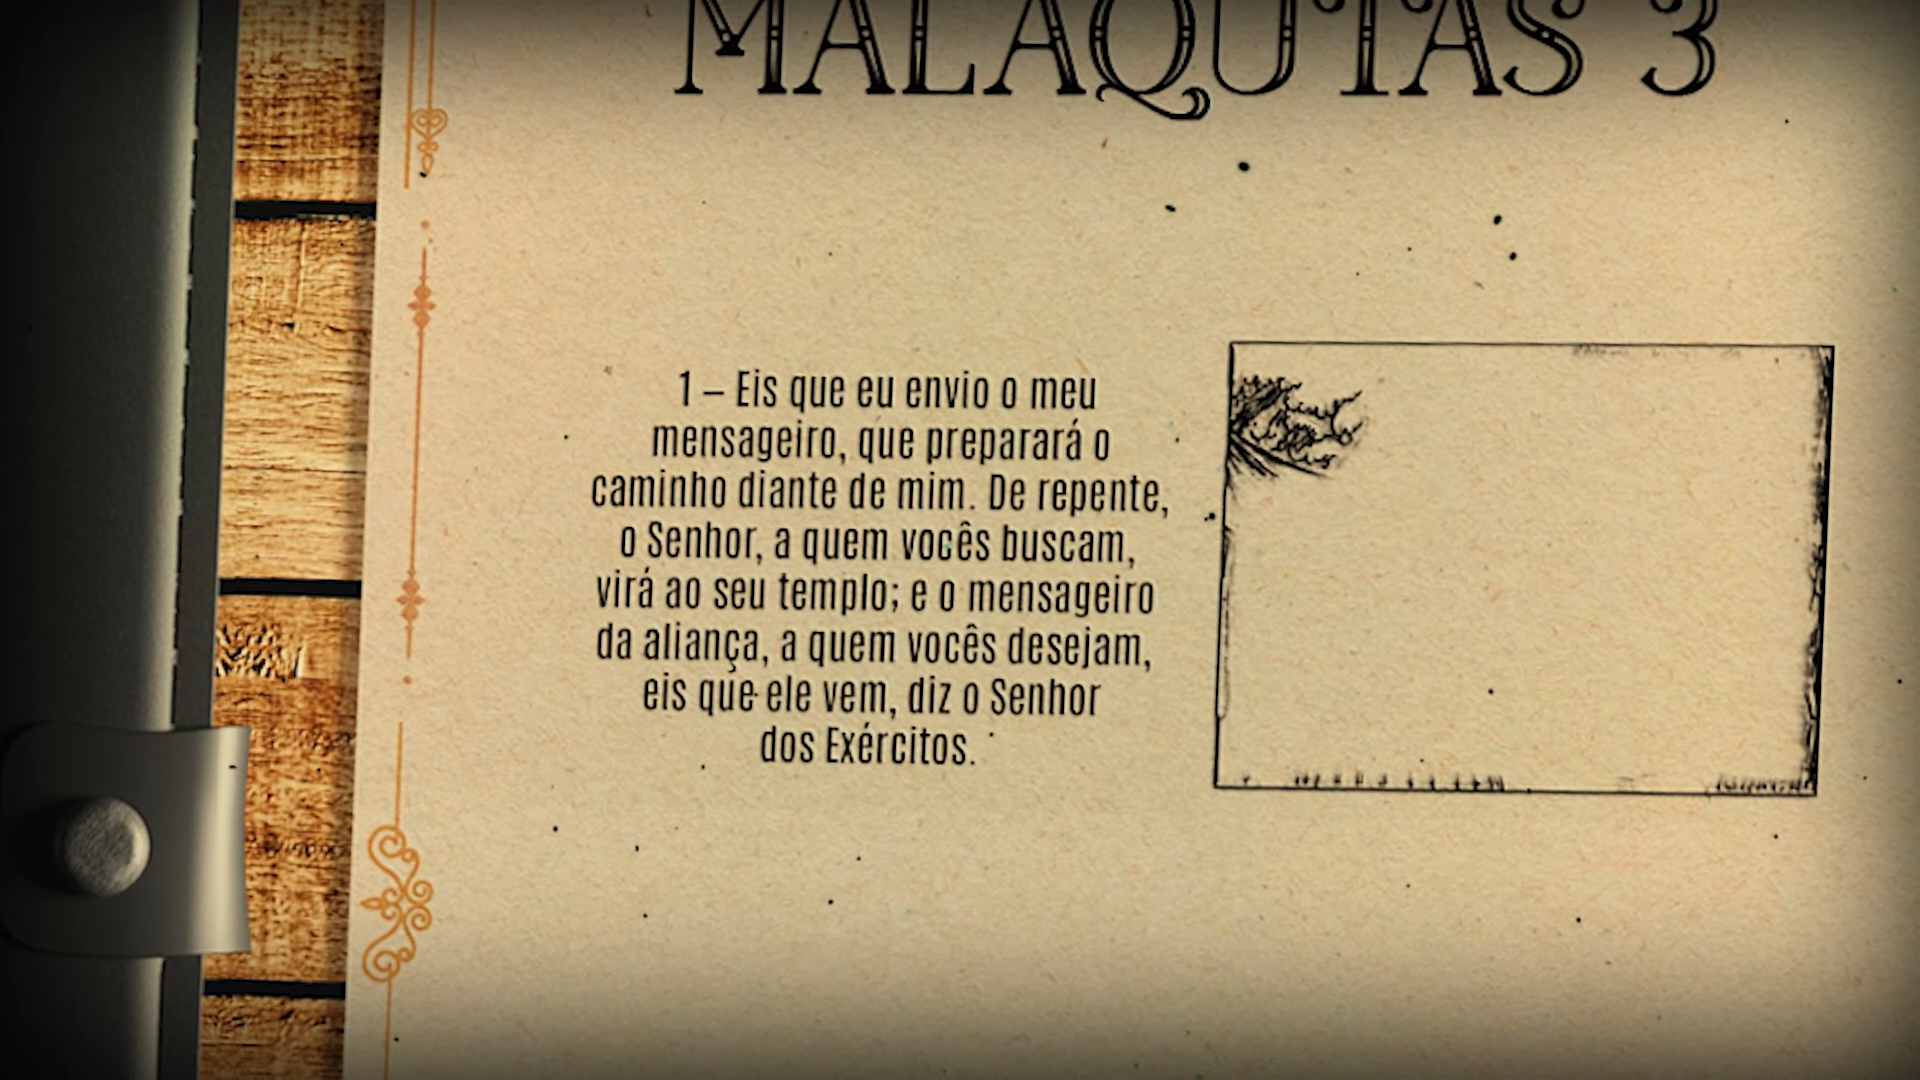 MALAQUIAS 3
1 – Eis que eu envio o meu
mensageiro, que preparará o
caminho diante de mim. De repente,
o Senhor, a quem vocês buscam,
virá ao seu templo; e o mensageiro
da aliança, a quem vocês desejam,
eis que ele vem, diz o Senhor
dos Exércitos.